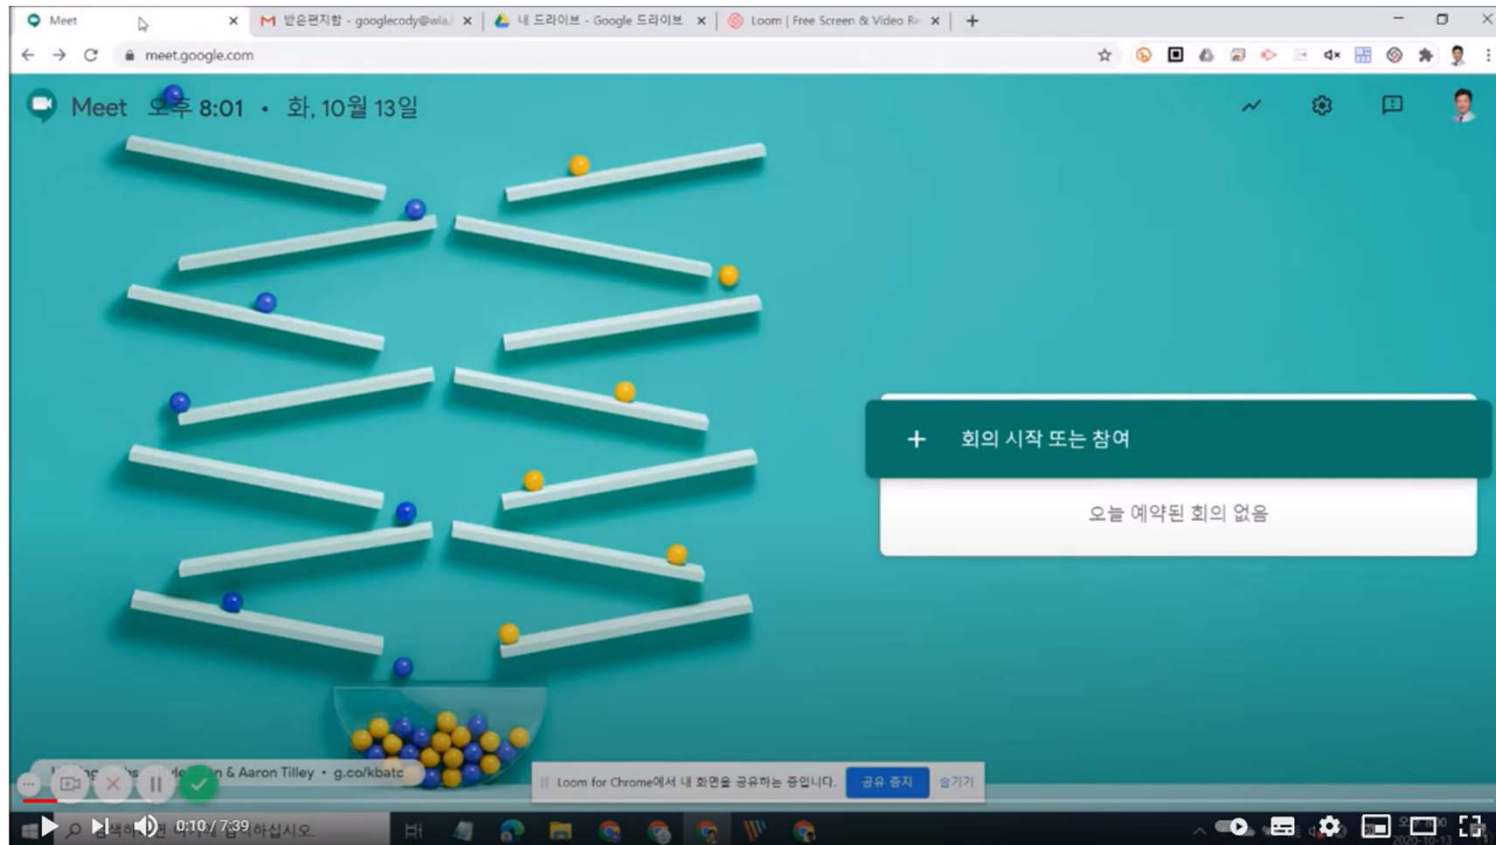 Meet
받은편지함 - googlecody@wia.
내 드라이브 - Google 드라이브
Loom | Free Screen & Video Re
meet.google.com
Meet 오후 8:01 • 화, 10월 13일
+ 회의 시작 또는 참여
오늘 예약된 회의 없음
& Aaron Tilley • g.co/kbatc
Loom for Chrome에서 내 화면을 공유하는 중입니다.
공유 중지
숨기기
0:10 / 7:39
2020-10-13